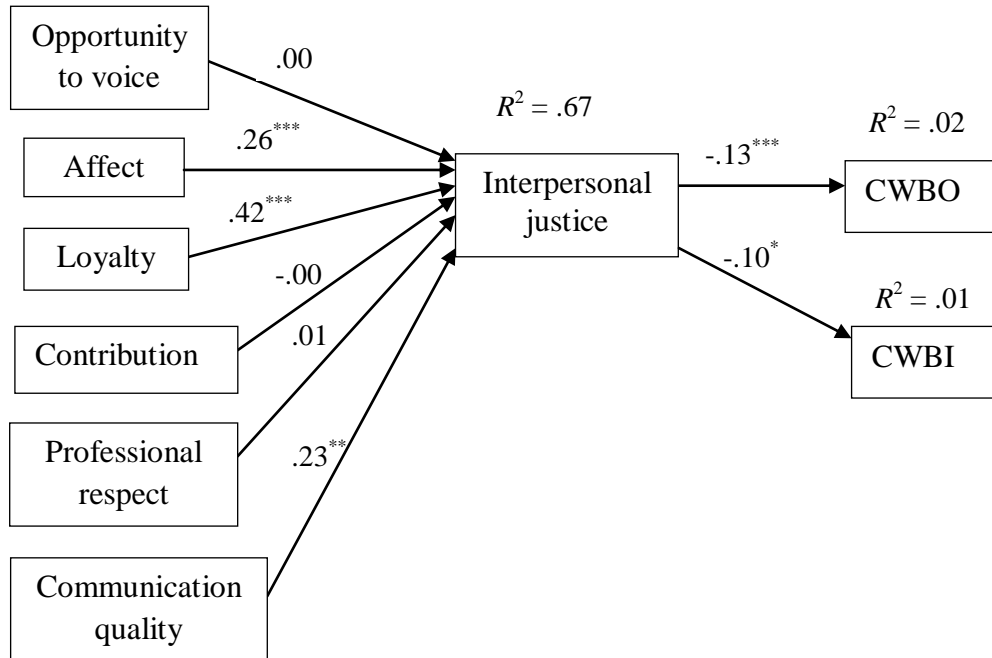 Opportunity
to voice
.00
R² = .67
R² = .02
Affect
.26***
Interpersonal
justice
-.13***
CWBO
Loyalty
.42***
-.10*
-.00
R² = .01
Contribution
.01
CWBI
Professional
respect
.23**
Communication
quality